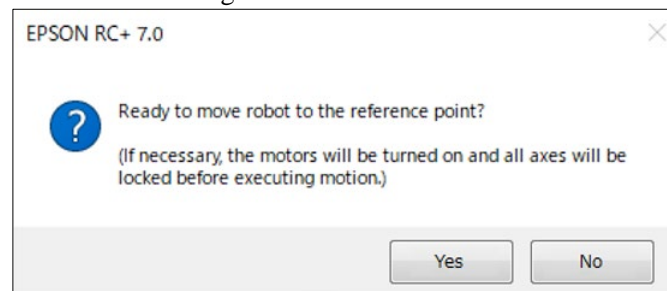 EPSON RC+ 7.0
Ready to move robot to the reference point?
(If necessary, the motors will be turned on and all axes will be
locked before executing motion.)
Yes
No